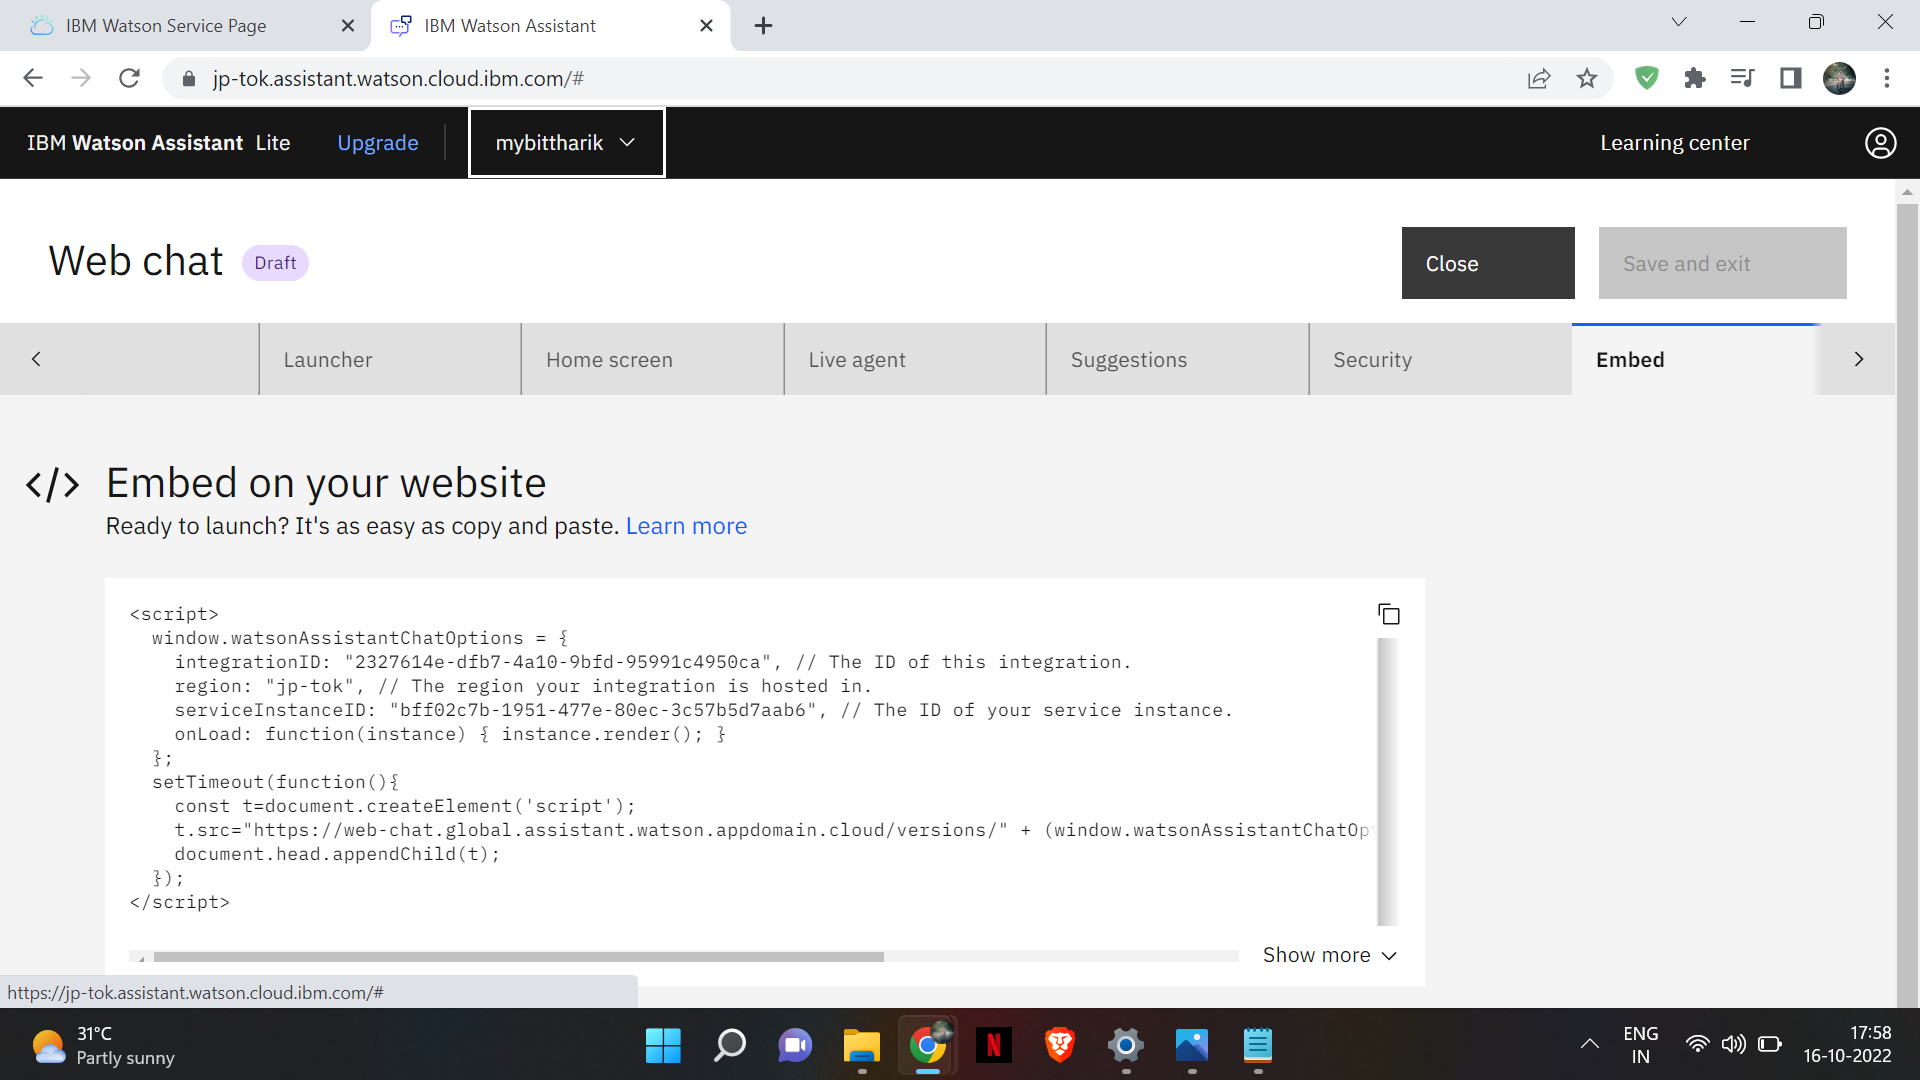 IBM Watson Service Page
IBM Watson Assistant
jp-tok.assistant.watson.cloud.ibm.com/#
IBM Watson Assistant Lite
Upgrade
mybittharik
Learning center
Web chat
Draft
Close
Save and exit
Launcher
Home screen
Live agent
Suggestions
Security
Embed
</> Embed on your website
Ready to launch? It's as easy as copy and paste. Learn more
<script>
  window.watsonAssistantChatOptions = {
    integrationID: "2327614e-dfb7-4a10-9bfd-95991c4950ca", // The ID of this integration.
    region: "jp-tok", // The region your integration is hosted in.
    serviceInstanceID: "bff02c7b-1951-477e-80ec-3c57b5d7aab6", // The ID of your service instance.
    onLoad: function(instance) { instance.render(); }
  };
  setTimeout(function(){
    const t=document.createElement('script');
    t.src="https://web-chat.global.assistant.watson.appdomain.cloud/versions/" + (window.watsonAssistantChatOp
    document.head.appendChild(t);
  });
</script>
Show more
https://jp-tok.assistant.watson.cloud.ibm.com/#
31°C
Partly sunny
N
ENG
IN
17:58
16-10-2022